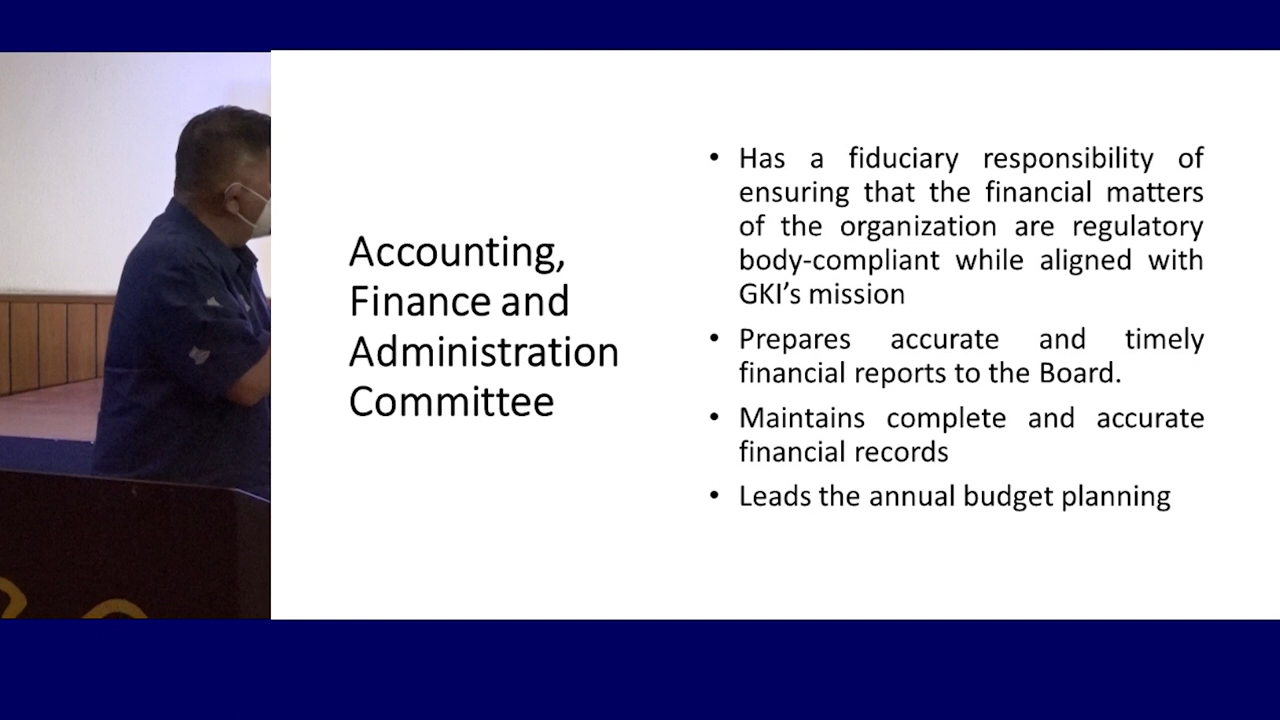 Accounting,
Finance and
Administration
Committee
• Has a fiduciary responsibility of
ensuring that the financial matters
of the organization are regulatory
body-compliant while aligned with
GKI’s mission
• Prepares accurate and timely
financial reports to the Board.
• Maintains complete and accurate
financial records
• Leads the annual budget planning